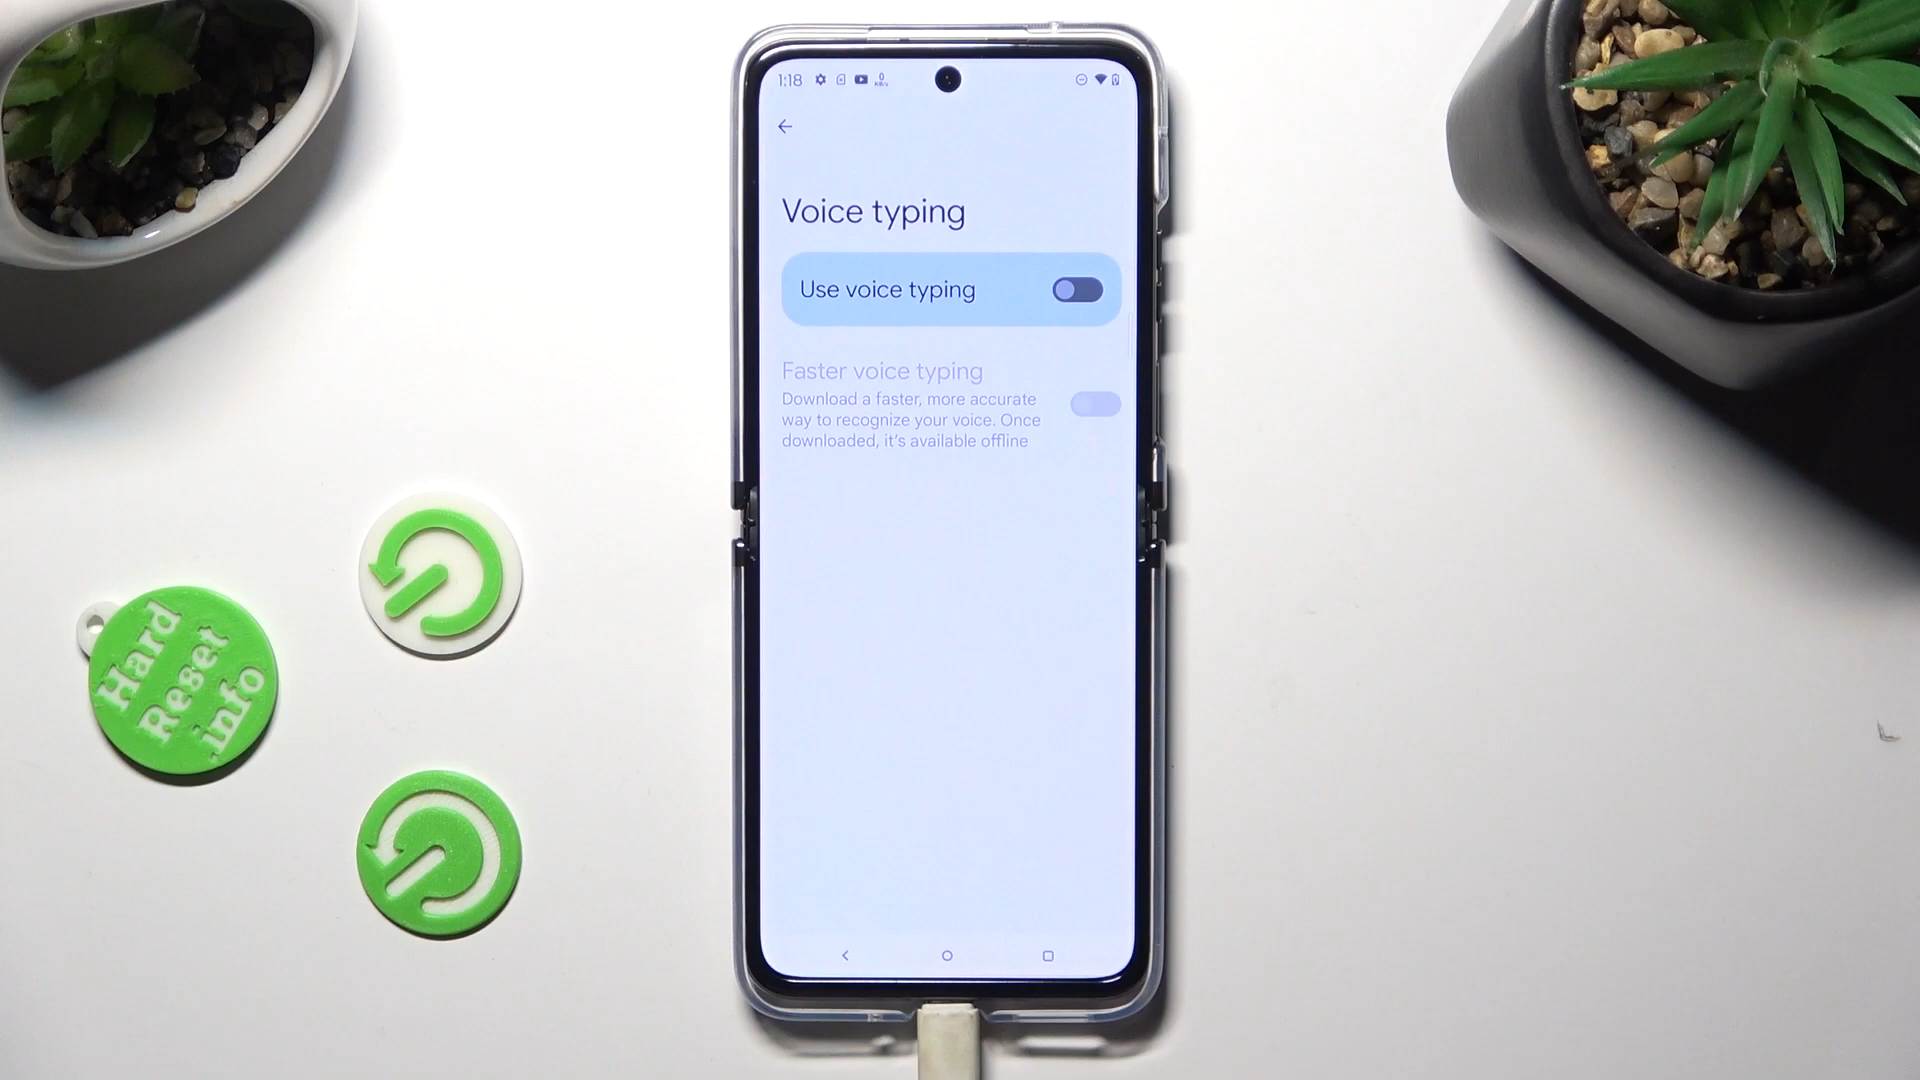 1:18
Voice typing
Use voice typing
Faster voice typing
Download a faster, more accurate
way to recognize your voice. Once
downloaded, it's available offline
Hard
Reset
.info